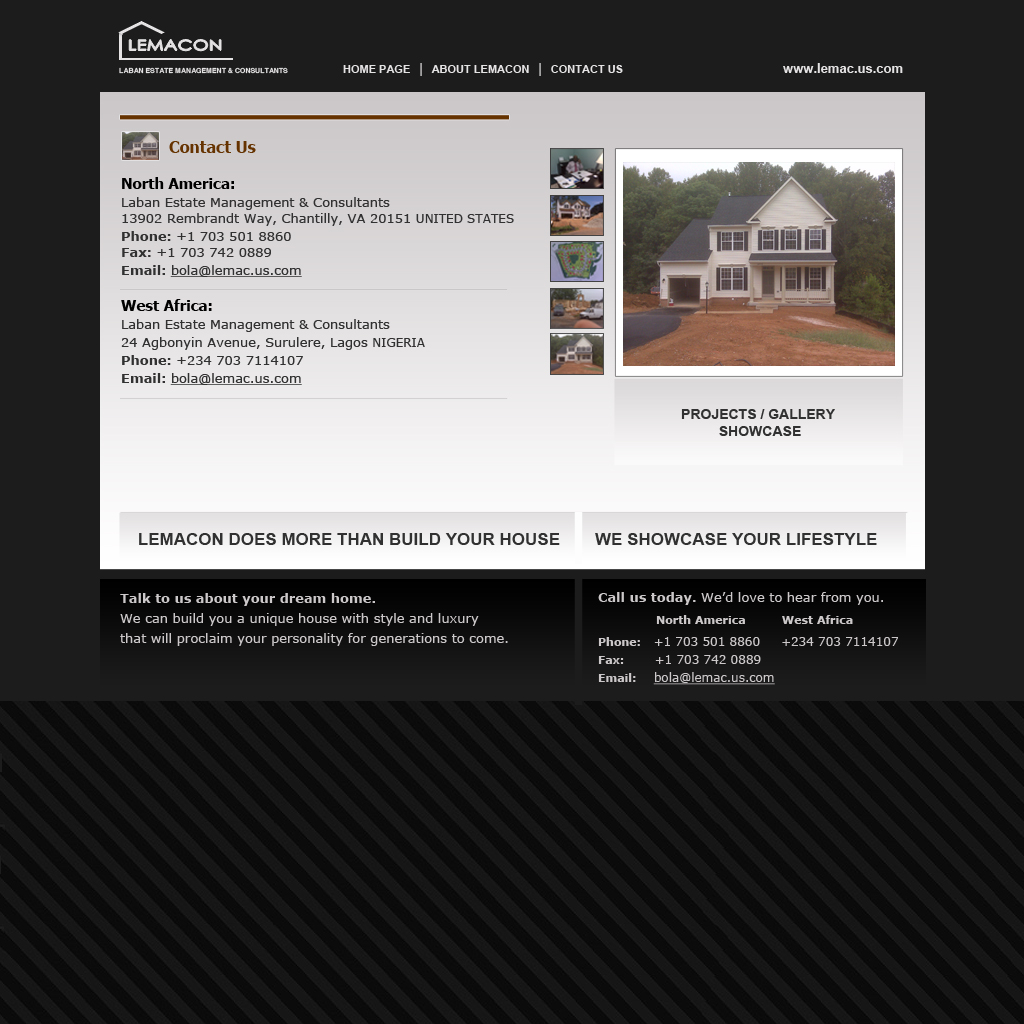 LEMACON
LABAN ESTATE MANAGEMENT & CONSULTANTS
HOME PAGE | ABOUT LEMACON | CONTACT US
www.lemac.us.com
Contact Us
North America:
Laban Estate Management & Consultants
13902 Rembrandt Way, Chantilly, VA 20151 UNITED STATES
Phone: +1 703 501 8860
Fax: +1 703 742 0889
Email: bola@lemac.us.com
West Africa:
Laban Estate Management & Consultants
24 Agbonyin Avenue, Surulere, Lagos NIGERIA
Phone: +234 703 7114107
Email: bola@lemac.us.com
PROJECTS / GALLERY
SHOWCASE
LEMACON DOES MORE THAN BUILD YOUR HOUSE
WE SHOWCASE YOUR LIFESTYLE
Talk to us about your dream home.
We can build you a unique house with style and luxury
that will proclaim your personality for generations to come.
Call us today. We'd love to hear from you.
North America West Africa
Phone: +1 703 501 8860 +234 703 7114107
Fax: +1 703 742 0889
Email: bola@lemac.us.com